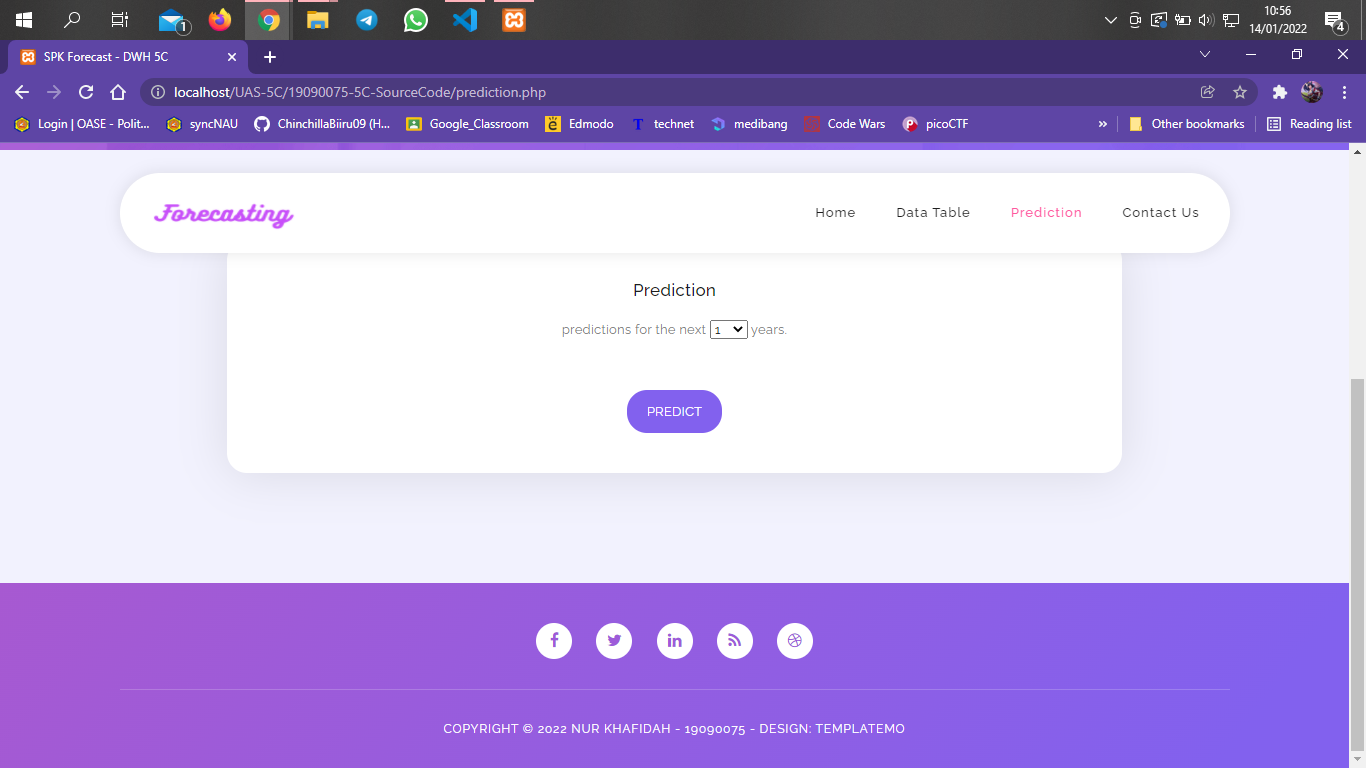 1
10:56
14/01/2022
4
SPK Forecast - DWH 5C
localhost/UAS-5C/19090075-5C-SourceCode/prediction.php
Login | OASE - Polit... syncNAU ChinchillaBiiru09 (H... Google_Classroom Edmodo technet medibang Code Wars picoCTF » Other bookmarks Reading list
Forecasting Home Data Table Prediction Contact Us
Prediction
predictions for the next 1 years.
PREDICT
COPYRIGHT © 2022 NUR KHAFIDAH - 19090075 - DESIGN: TEMPLATEMO